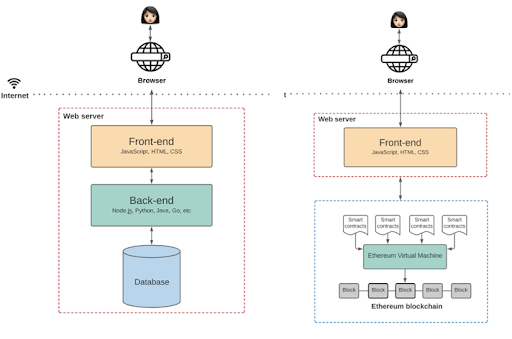 Browser
Internet
Web server
Front-end
JavaScript, HTML, CSS
Back-end
Node.js, Python, Java, Go, etc
Database
Browser
t
Web server
Front-end
JavaScript, HTML, CSS
Smart contracts
Smart contracts
Smart contracts
Smart contracts
Ethereum Virtual Machine
Block
Block
Block
Block
Block
Ethereum blockchain